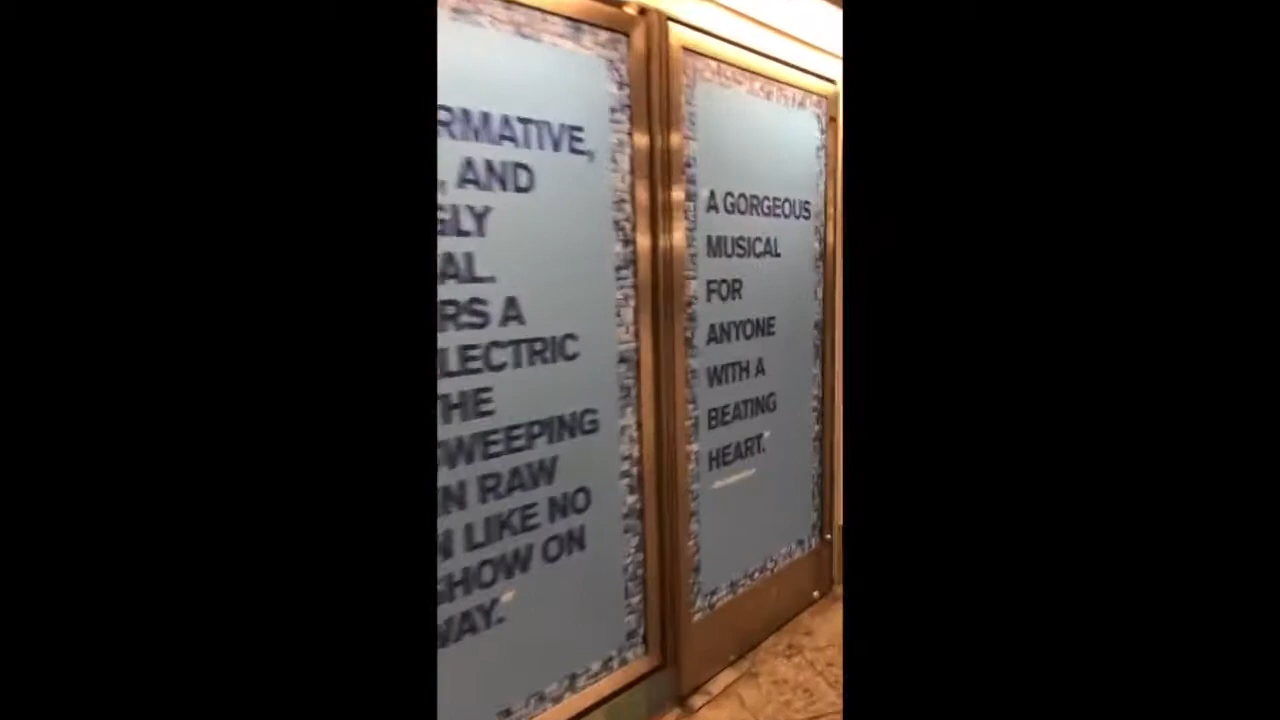 RMATIVE,
, AND
GLY
AL.
RS A
LECTRIC
HE
WEEPING
N RAW
N LIKE NO
HOW ON
WAY.
A GORGEOUS
MUSICAL
FOR
ANYONE
WITH A
BEATING
HEART.